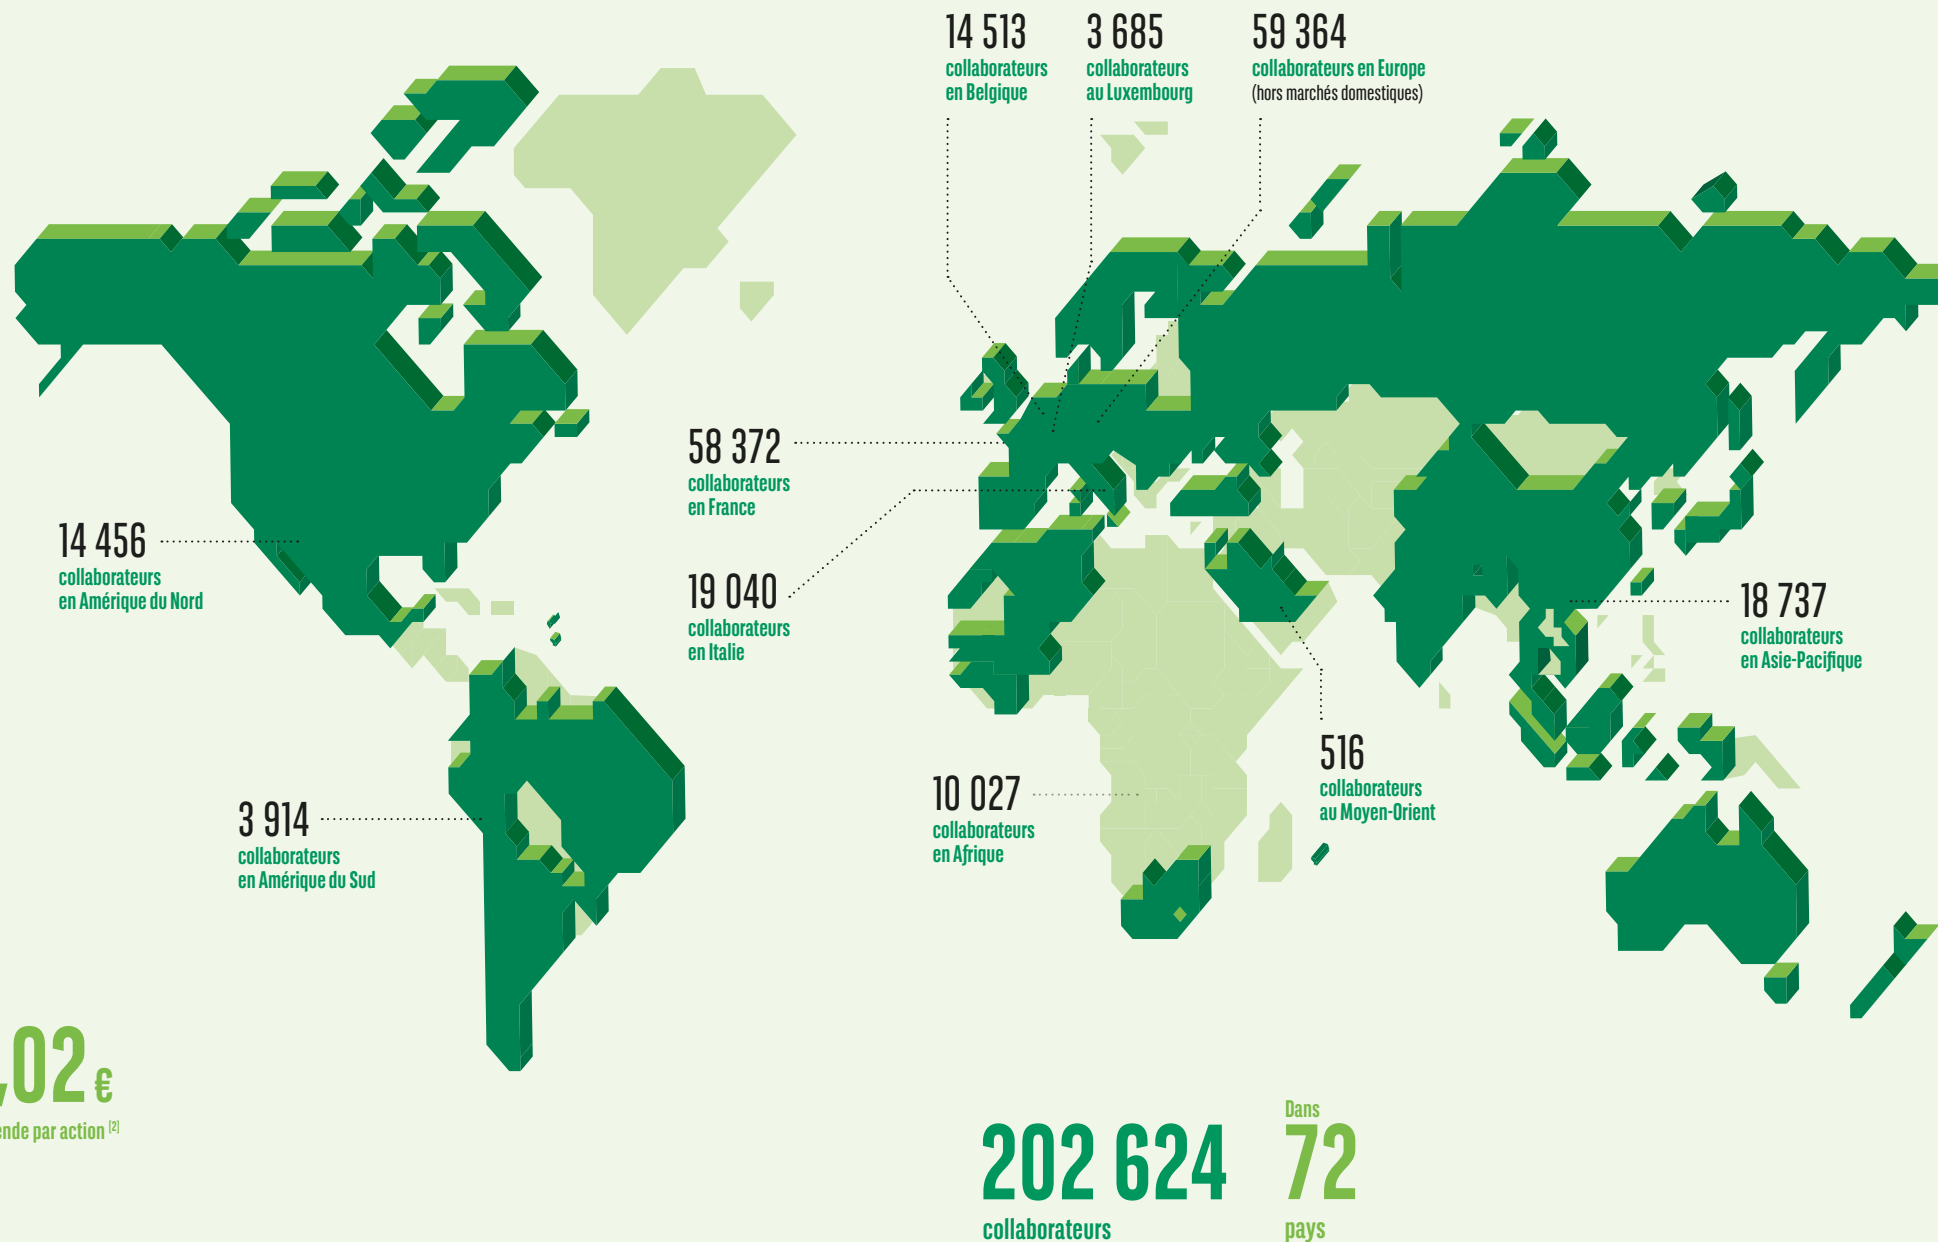 14 513
collaborateurs
en Belgique
3 685
collaborateurs
au Luxembourg
59 364
collaborateurs en Europe
(hors marchés domestiques)
58 372
collaborateurs
en France
14 456
collaborateurs
en Amérique du Nord
19 040
collaborateurs
en Italie
18 737
collaborateurs
en Asie-Pacifique
516
collaborateurs
au Moyen-Orient
10 027
collaborateurs
en Afrique
3 914
collaborateurs
en Amérique du Sud
,02 €
ende par action [2]
202 624
collaborateurs
Dans
72
pays